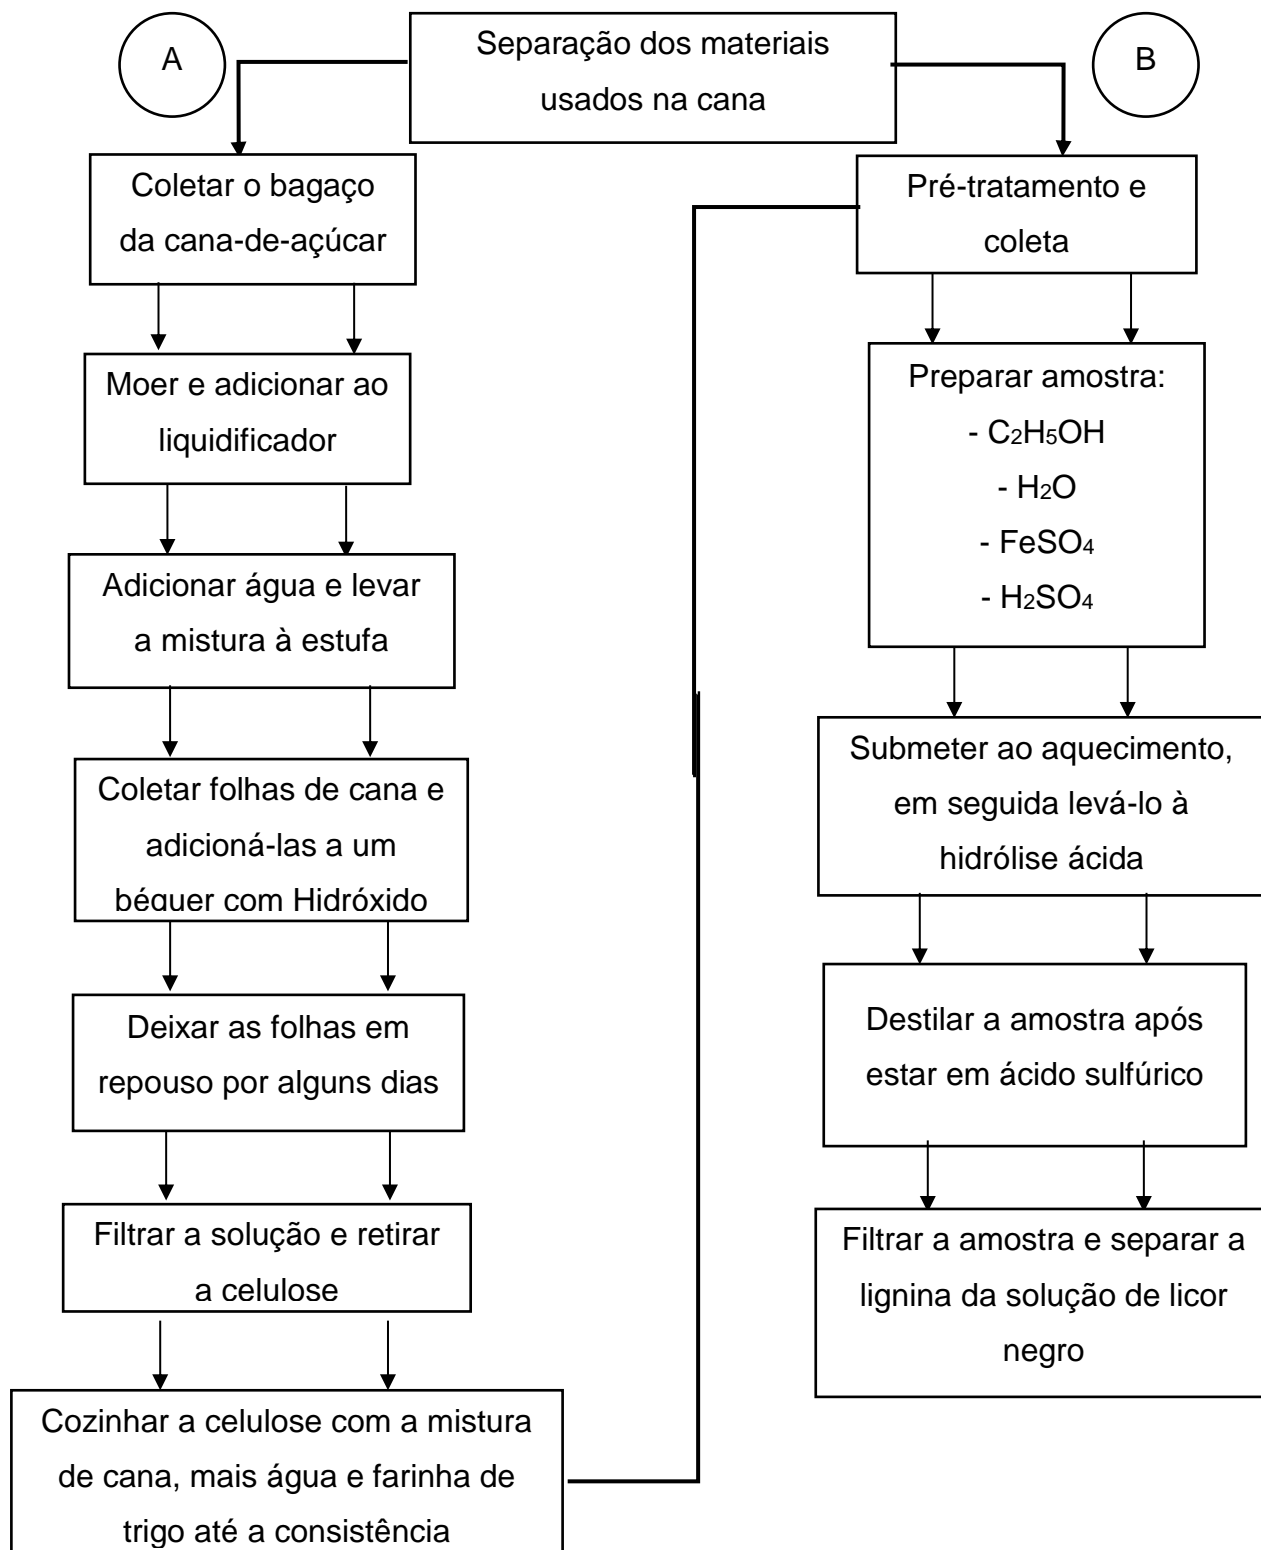 A
Separação dos materiais
usados na cana
B
Coletar o bagaço
da cana-de-açúcar
Moer e adicionar ao
liquidificador
Adicionar água e levar
a mistura à estufa
Coletar folhas de cana e
adicioná-las a um
béquer com Hidróxido
Deixar as folhas em
repouso por alguns dias
Filtrar a solução e retirar
a celulose
Cozinhar a celulose com a mistura
de cana, mais água e farinha de
trigo até a consistência
Pré-tratamento e
coleta
Preparar amostra:
- C₂H₅OH
- H₂O
- FeSO₄
- H₂SO₄
Submeter ao aquecimento,
em seguida levá-lo à
hidrólise ácida
Destilar a amostra após
estar em ácido sulfúrico
Filtrar a amostra e separar a
lignina da solução de licor
negro